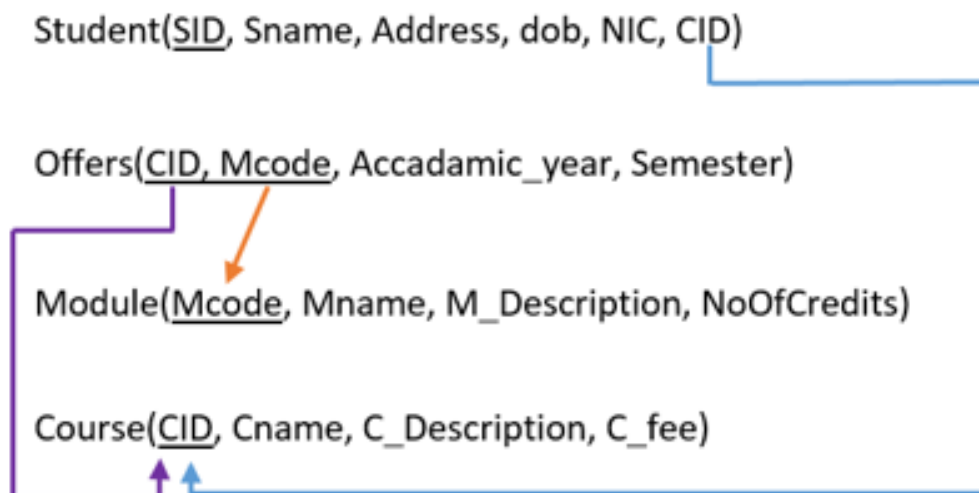 Student(SID, Sname, Address, dob, NIC, CID)
Offers(CID, Mcode, Accadamic_year, Semester)
Module(Mcode, Mname, M_Description, NoOfCredits)
Course(CID, Cname, C_Description, C_fee)